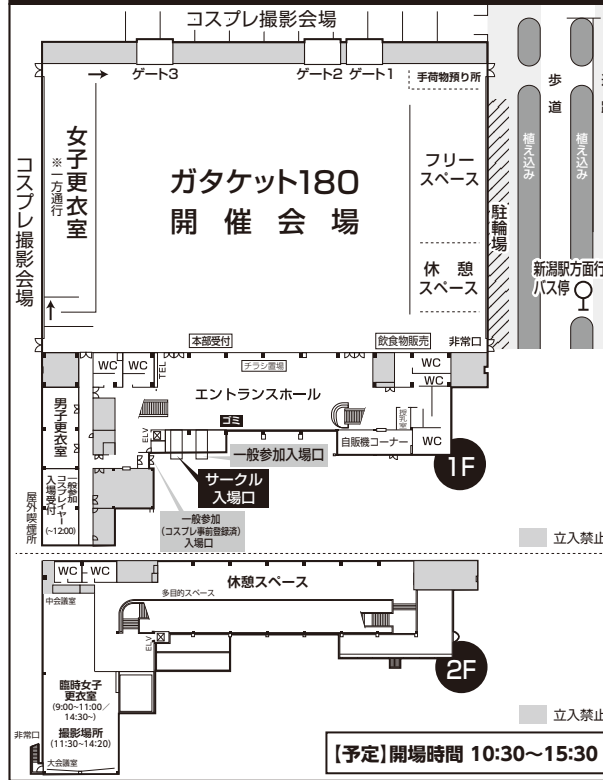 コスプレ撮影会場
ゲート3
ゲート2
ゲート1
手荷物預り所
歩道
植え込み
植え込み
女子更衣室
※一方通行
コスプレ撮影会場
ガタケット180
開催会場
フリー
スペース
休憩
スペース
駐輪場
新潟駅方面行
バス停
本部受付
飲食物販売
非常口
WC
WC
TEL
チラシ置場
WC
WC
エントランスホール
男子更衣室
ゴミ
ELV
自販機コーナー
WC
一般参加入場口
サークル
入場口
1F
一般参加
コスプレイヤー
入場受付
(~12:00)
屋外喫煙所
一般参加
(コスプレ事前登録済)
入場口
立入禁止
WC
WC
休憩スペース
多目的スペース
中会議室
ELV
2F
臨時女子
更衣室
(9:00~11:00/
14:30~)
撮影場所
(11:30~14:20)
非常口
大会議室
立入禁止
【予定】開場時間 10:30~15:30